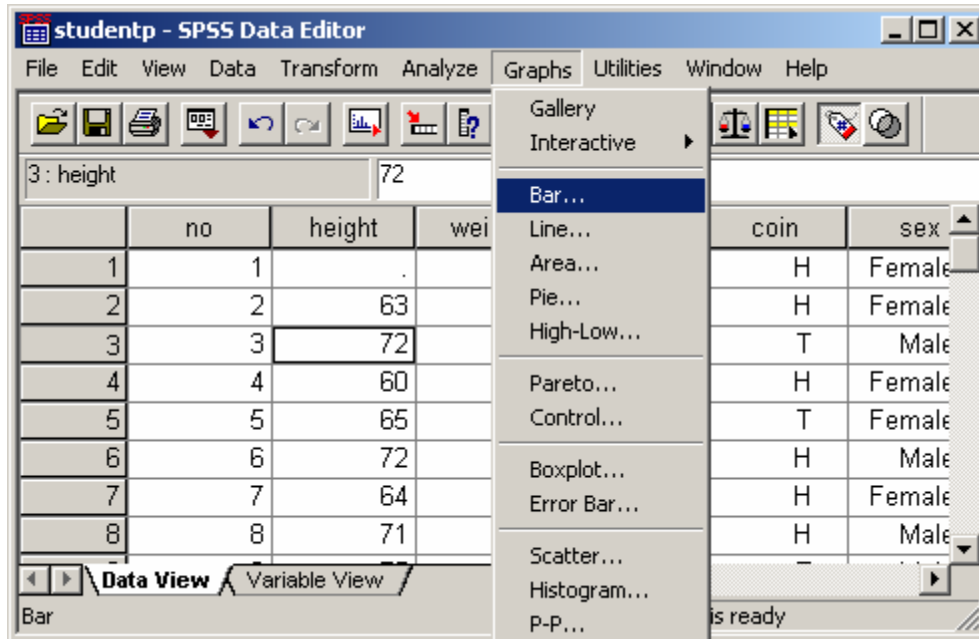 SPSS
studentp - SPSS Data Editor
File Edit View Data Transform Analyze Graphs Utilities Window Help
Gallery
Interactive
3 : height 72
Bar...
no height wei coin sex
Line...
1 1 . H Female
Area...
2 2 63 H Female
Pie...
3 3 72 T Male
High-Low...
4 4 60 H Female
Pareto...
5 5 65 T Female
Control...
6 6 72 H Male
Boxplot...
7 7 64 H Female
Error Bar...
8 8 71 H Male
Scatter...
Data View Variable View
Histogram...
Bar is ready
P-P...